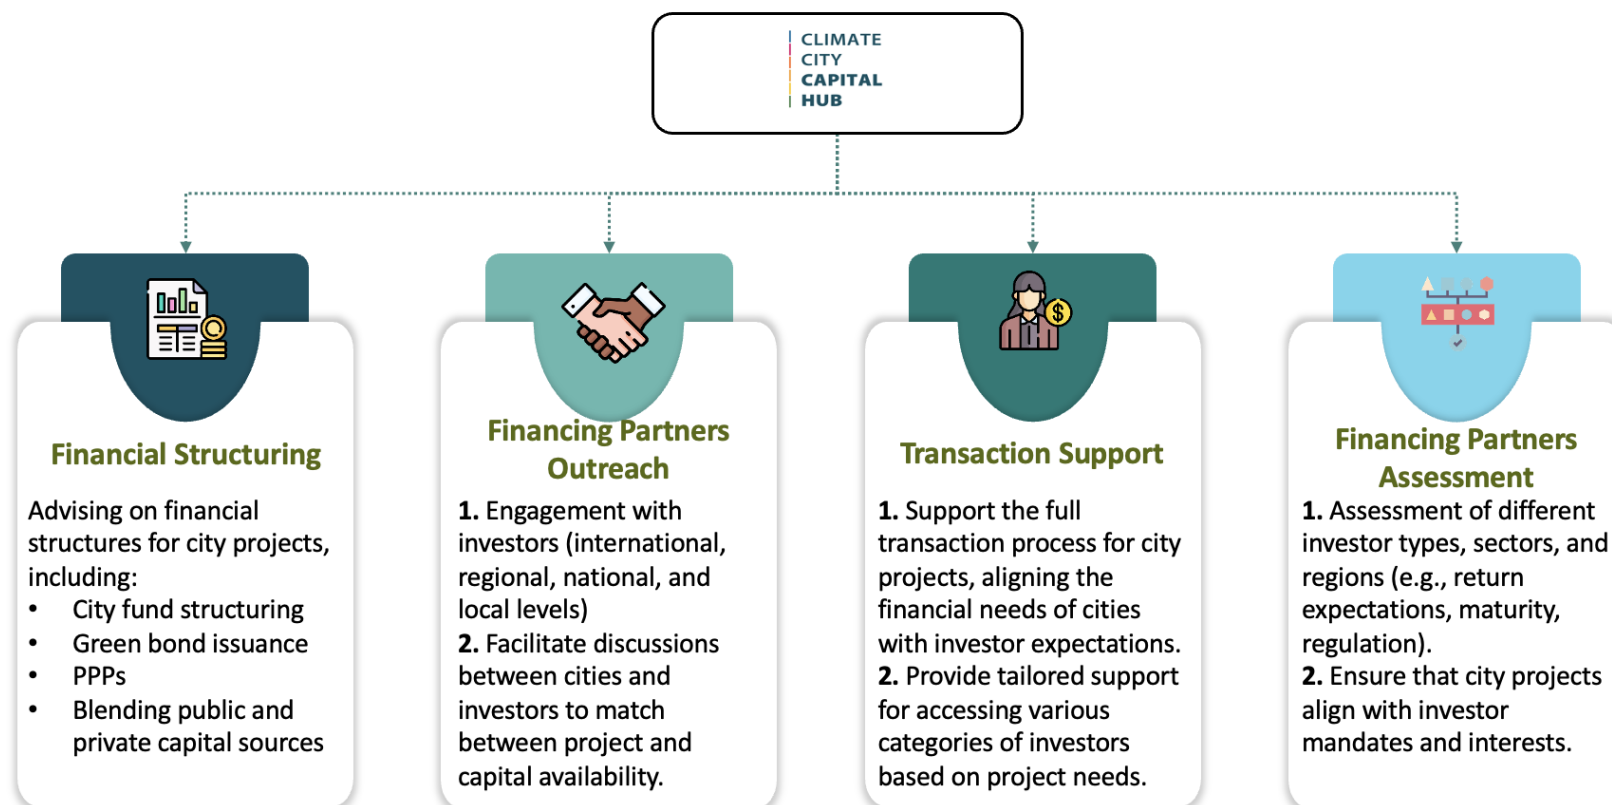 CLIMATE
CITY
CAPITAL
HUB
Financial Structuring
Advising on financial
structures for city projects,
including:
• City fund structuring
• Green bond issuance
• PPPs
• Blending public and
private capital sources
Financing Partners
Outreach
1. Engagement with
investors (international,
regional, national, and
local levels)
2. Facilitate discussions
between cities and
investors to match
between project and
capital availability.
$
Transaction Support
1. Support the full
transaction process for city
projects, aligning the
financial needs of cities
with investor expectations.
2. Provide tailored support
for accessing various
categories of investors
based on project needs.
Financing Partners
Assessment
1. Assessment of different
investor types, sectors, and
regions (e.g., return
expectations, maturity,
regulation).
2. Ensure that city projects
align with investor
mandates and interests.